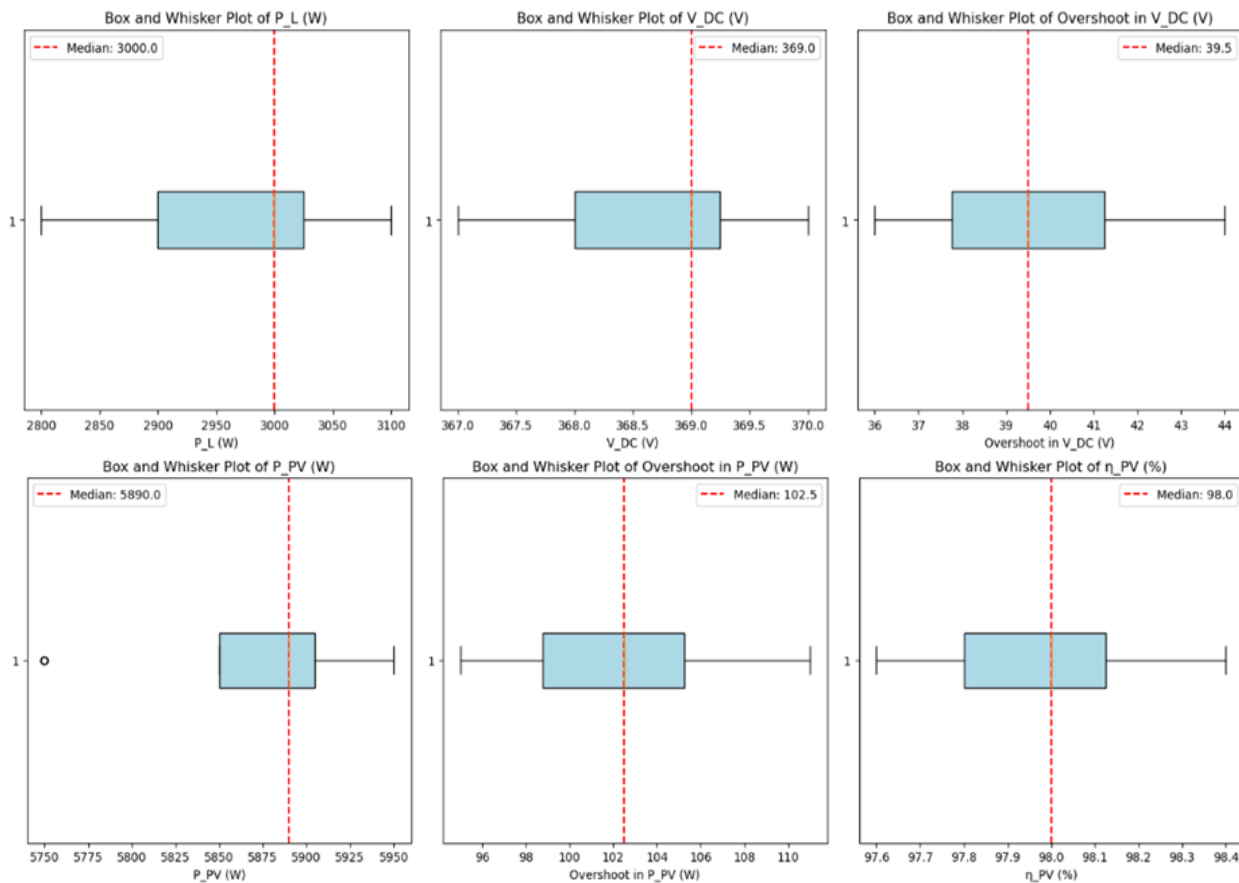 Box and Whisker Plot of P_L (W)
Median: 3000.0
1
2800 2850 2900 2950 3000 3050 3100
P_L (W)
Box and Whisker Plot of V_DC (V)
Median: 369.0
1
367.0 367.5 368.0 368.5 369.0 369.5 370.0
V_DC (V)
Box and Whisker Plot of Overshoot in V_DC (V)
Median: 39.5
1
36 37 38 39 40 41 42 43 44
Overshoot in V_DC (V)
Box and Whisker Plot of P_PV (W)
Median: 5890.0
1
5750 5775 5800 5825 5850 5875 5900 5925 5950
P_PV (W)
Box and Whisker Plot of Overshoot in P_PV (W)
Median: 102.5
1
96 98 100 102 104 106 108 110
Overshoot in P_PV (W)
Box and Whisker Plot of η_PV (%)
Median: 98.0
1
97.6 97.7 97.8 97.9 98.0 98.1 98.2 98.3 98.4
η_PV (%)